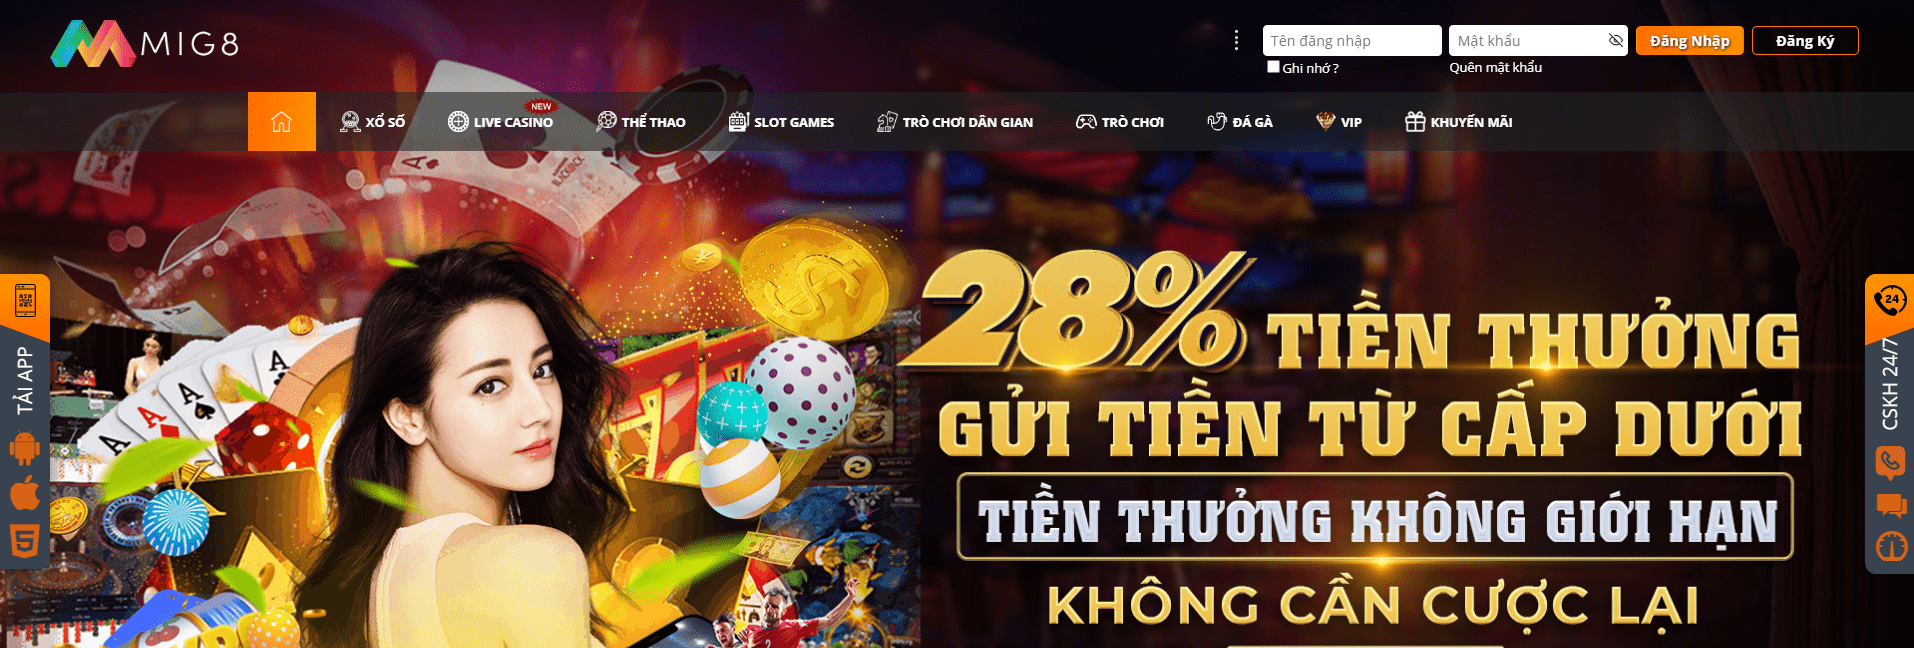 MIG8
Tên đăng nhập
Mật khẩu
Đăng Nhập
Đăng Ký
Ghi nhớ ?
Quên mật khẩu
XỔ SỐ
LIVE CASINO
NEW
THỂ THAO
SLOT GAMES
TRÒ CHƠI DÂN GIAN
TRÒ CHƠI
ĐÁ GÀ
VIP
KHUYẾN MÃI
28% TIỀN THƯỞNG
GỬI TIỀN TỪ CẤP DƯỚI
TIỀN THƯỞNG KHÔNG GIỚI HẠN
KHÔNG CẦN CƯỢC LẠI
TẢI APP
24
CSKH 24/7
A
A
A
A
A
K
BLACKJACK